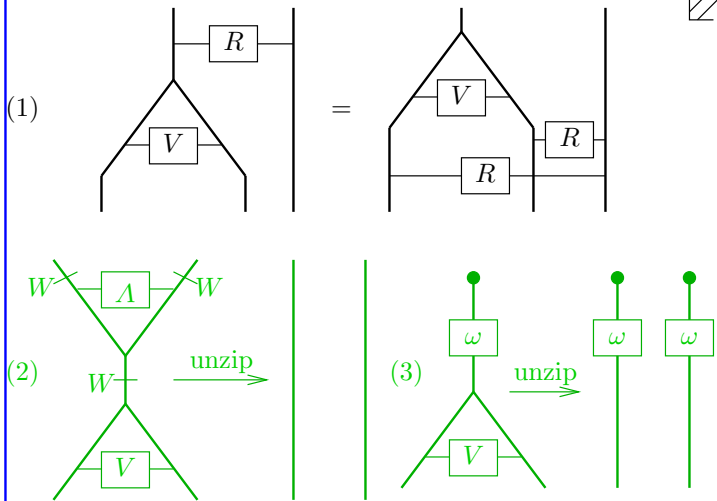 R
(1) V = V R
R
W Λ W
(2) W unzip
V
(3) ω unzip ω ω
V